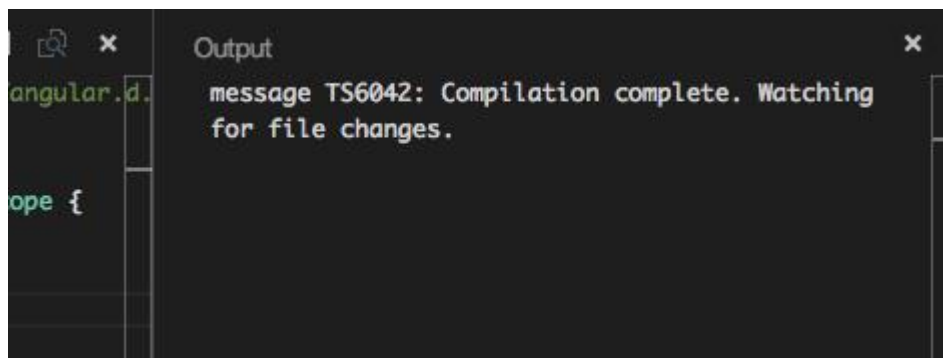 Output
angular.d.
message TS6042: Compilation complete. Watching
for file changes.
ope {